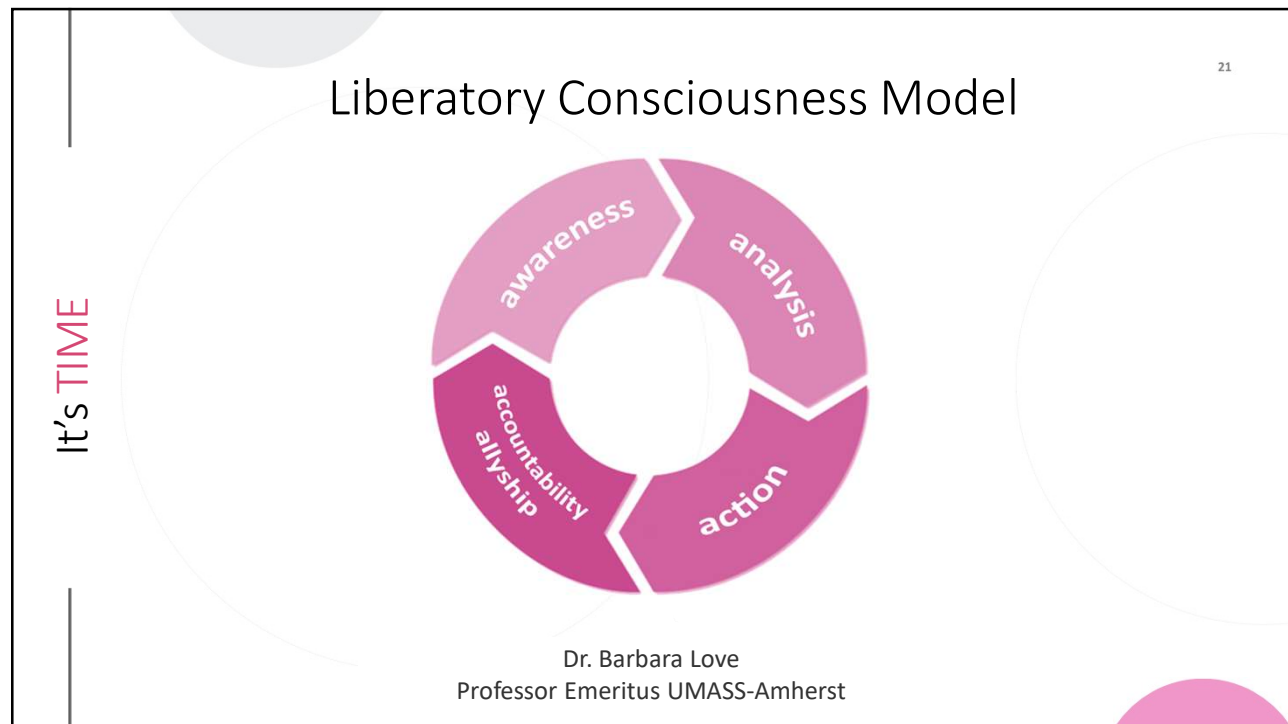 21
Liberatory Consciousness Model
It's TIME
awareness
analysis
action
accountability
allyship
Dr. Barbara Love
Professor Emeritus UMASS-Amherst